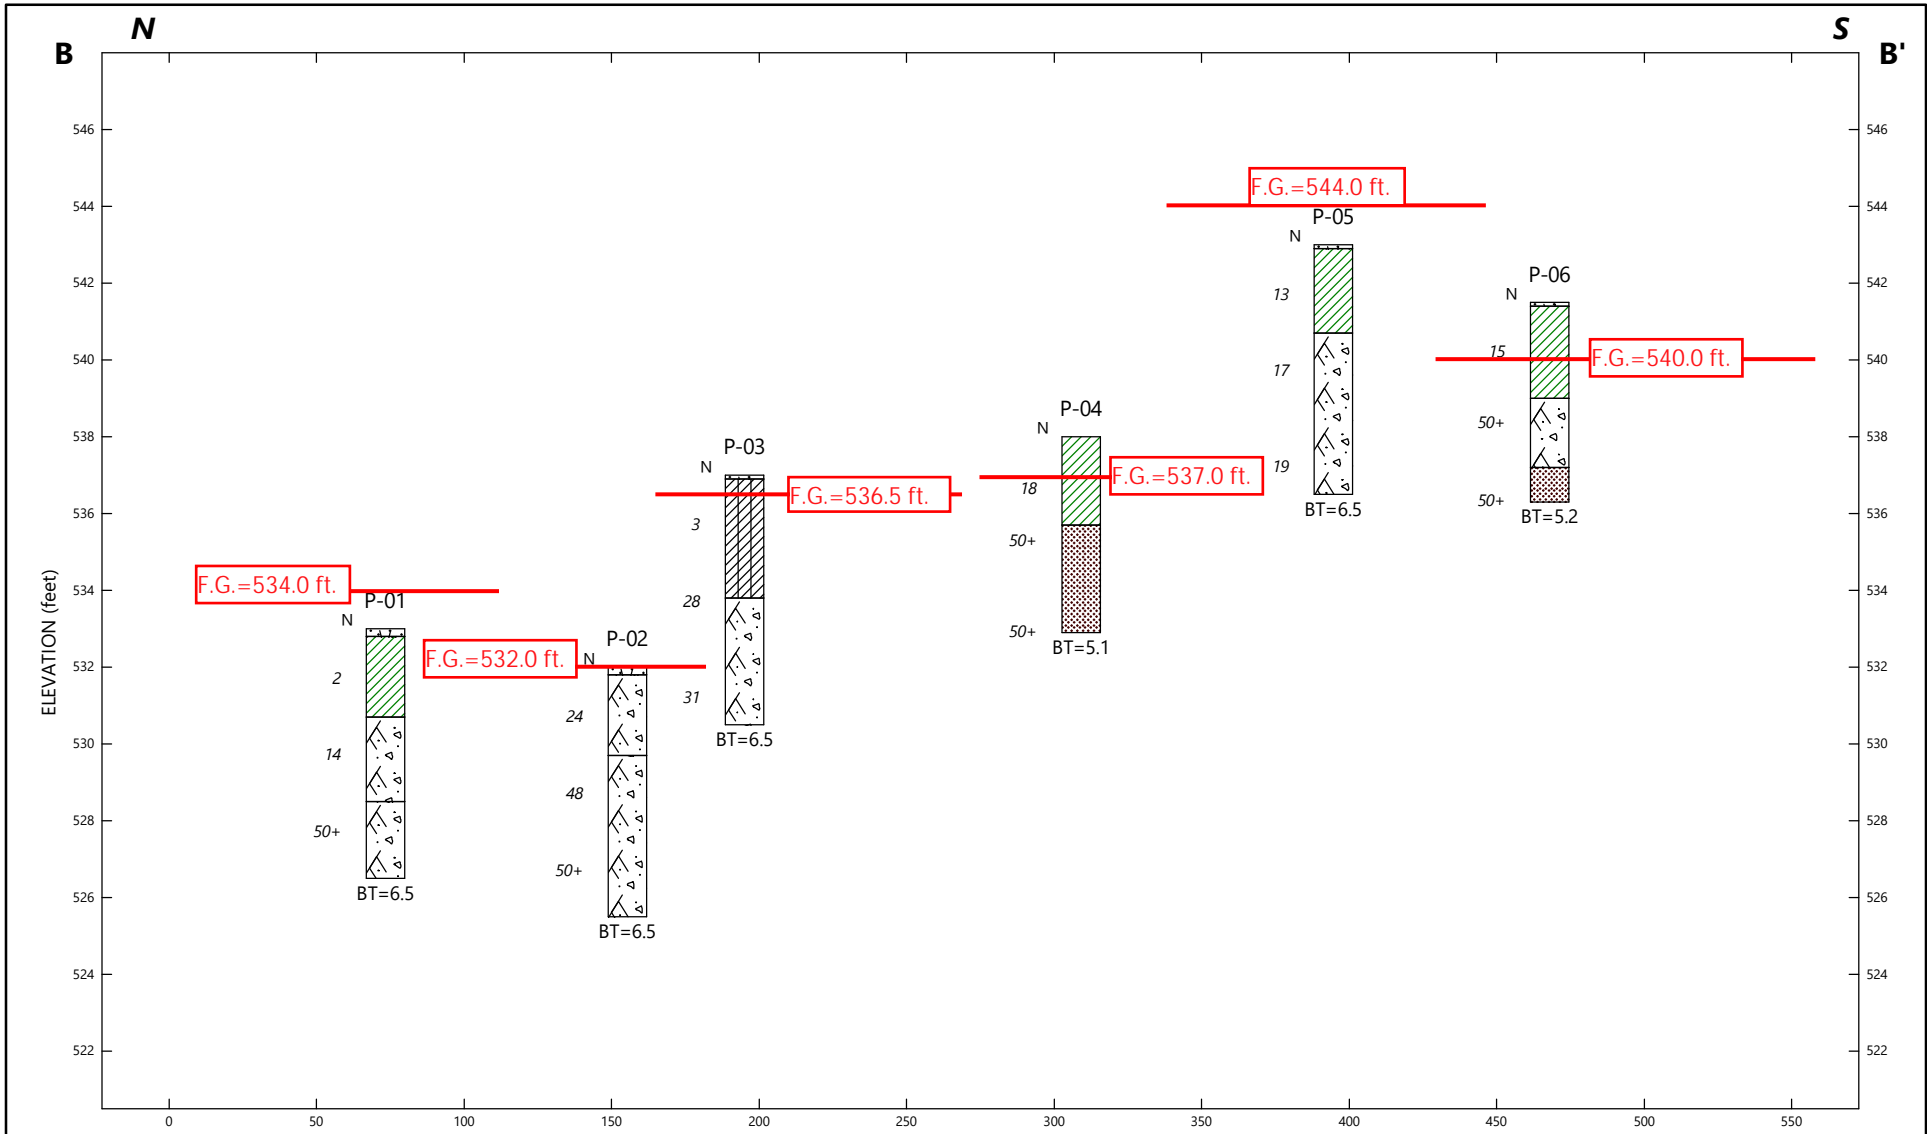 N
S
B
B'
546
546
F.G.=544.0 ft.
544
544
P-05
N
542
542
P-06
N
13
540
540
15
F.G.=540.0 ft.
17
P-04
N
50+
538
538
P-03
N
19
F.G.=537.0 ft.
F.G.=536.5 ft.
18
50+
BT=6.5
BT=5.2
536
536
3
50+
F.G.=534.0 ft.
534
534
P-01
28
N
50+
P-02
BT=5.1
F.G.=532.0 ft.
N
532
532
2
31
24
ELEVATION (feet)
BT=6.5
530
530
14
48
50+
528
528
50+
BT=6.5
526
526
BT=6.5
524
524
522
522
0
50
100
150
200
250
300
350
400
450
500
550